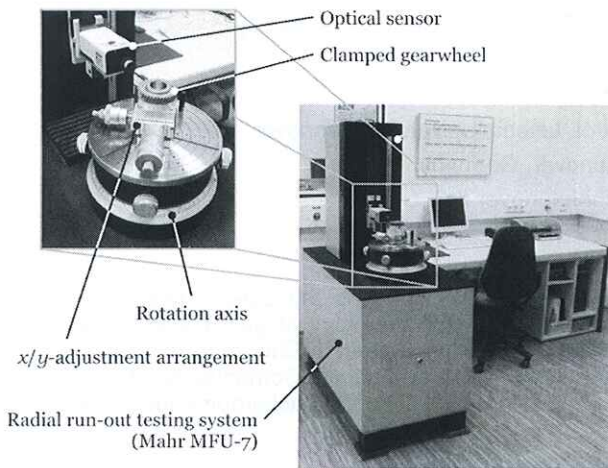 Optical sensor
Clamped gearwheel
Rotation axis
x/y-adjustment arrangement
Radial run-out testing system
(Mahr MFU-7)